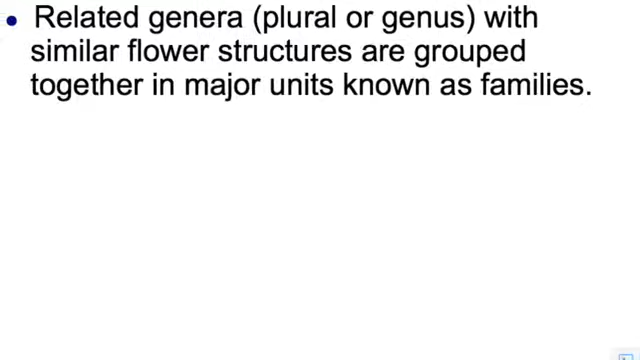 • Related genera (plural or genus) with
similar flower structures are grouped
together in major units known as families.